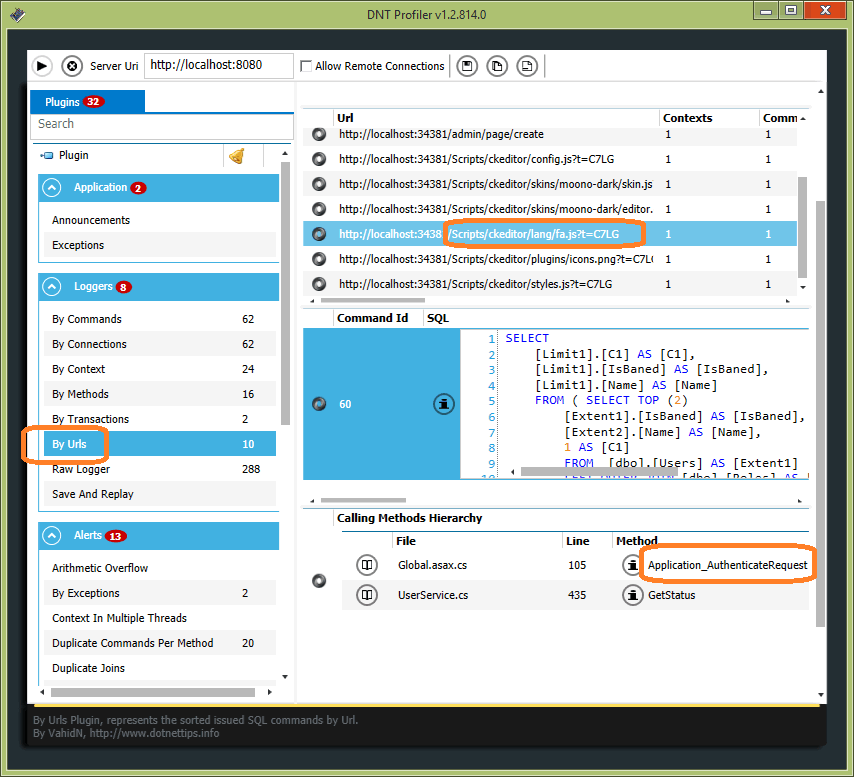 DNT Profiler v1.2.814.0
Server Uri http://localhost:8080 Allow Remote Connections
Plugins 32
Search
Plugin
Application 2
Announcements
Exceptions
Loggers 8
By Commands 62
By Connections 62
By Context 24
By Methods 16
By Transactions 2
By Urls 10
Raw Logger 288
Save And Replay
Alerts 13
Arithmetic Overflow
By Exceptions 2
Context In Multiple Threads
Duplicate Commands Per Method 20
Duplicate Joins
Url Contexts Comm
http://localhost:34381/admin/page/create 1 1
http://localhost:34381/Scripts/ckeditor/config.js?t=C7LG 1 1
http://localhost:34381/Scripts/ckeditor/skins/moono-dark/skin.js 1 1
http://localhost:34381/Scripts/ckeditor/skins/moono-dark/editor. 1 1
http://localhost:34381/Scripts/ckeditor/lang/fa.js?t=C7LG 1 1
http://localhost:34381/Scripts/ckeditor/plugins/icons.png?t=C7LG 1 1
http://localhost:34381/Scripts/ckeditor/styles.js?t=C7LG 1 1
Command Id SQL
60
1 SELECT
2 [Limit1].[C1] AS [C1],
3 [Limit1].[IsBaned] AS [IsBaned],
4 [Limit1].[Name] AS [Name]
5 FROM ( SELECT TOP (2)
6 [Extent1].[IsBaned] AS [IsBaned],
7 [Extent2].[Name] AS [Name],
8 1 AS [C1]
9 FROM [dbo].[Users] AS [Extent1]
Calling Methods Hierarchy
File Line Method
Global.asax.cs 105 Application_AuthenticateRequest
UserService.cs 435 GetStatus
By Urls Plugin, represents the sorted issued SQL commands by Url.
By VahidN, http://www.dotnettips.info